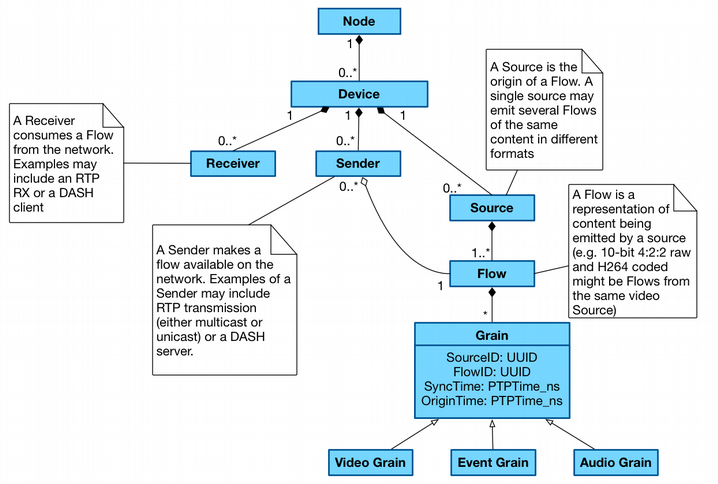 Node
1
0..*
Device
1
1
1
A Source is the
origin of a Flow. A
single source may
emit several Flows
of the same
content in different
formats
A Receiver
consumes a Flow
from the network.
Examples may
include an RTP
RX or a DASH
client
0..*
0..*
Receiver
Sender
0..*
0..*
Source
A Flow is a
representation of
content being
emitted by a source
(e.g. 10-bit 4:2:2 raw
and H264 coded
might be Flows from
the same video
Source)
A Sender makes a
flow available on the
network. Examples of a
Sender may include
RTP transmission
(either multicast or
unicast) or a DASH
server.
1..*
Flow
1
*
Grain
SourceID: UUID
FlowID: UUID
SyncTime: PTPTime_ns
OriginTime: PTPTime_ns
Video Grain
Event Grain
Audio Grain